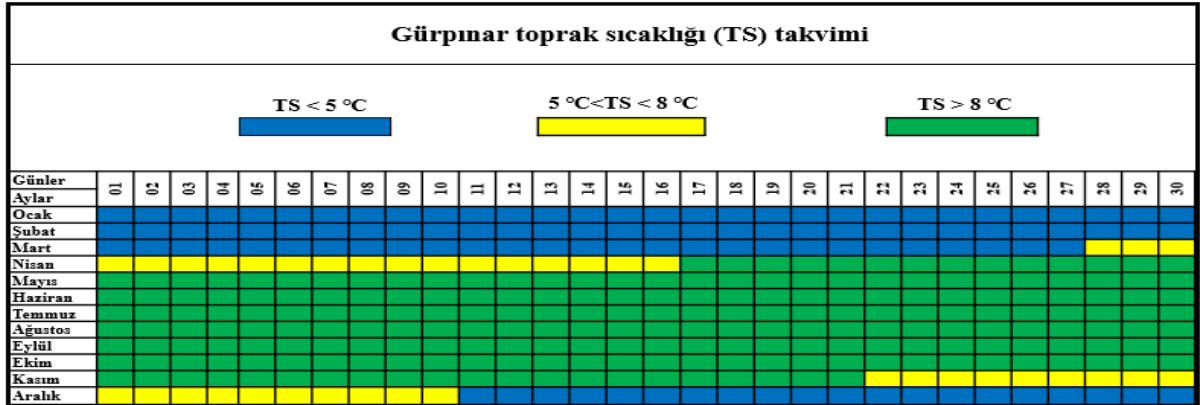 Gürpınar toprak sıcaklığı (TS) takvimi
TS < 5 °C 5 °C<TS < 8 °C TS > 8 °C
Günler 01 02 03 04 05 06 07 08 09 10 11 12 13 14 15 16 17 18 19 20 21 22 23 24 25 26 27 28 29 30
Aylar
Ocak
Şubat
Mart
Nisan
Mayıs
Haziran
Temmuz
Ağustos
Eylül
Ekim
Kasım
Aralık